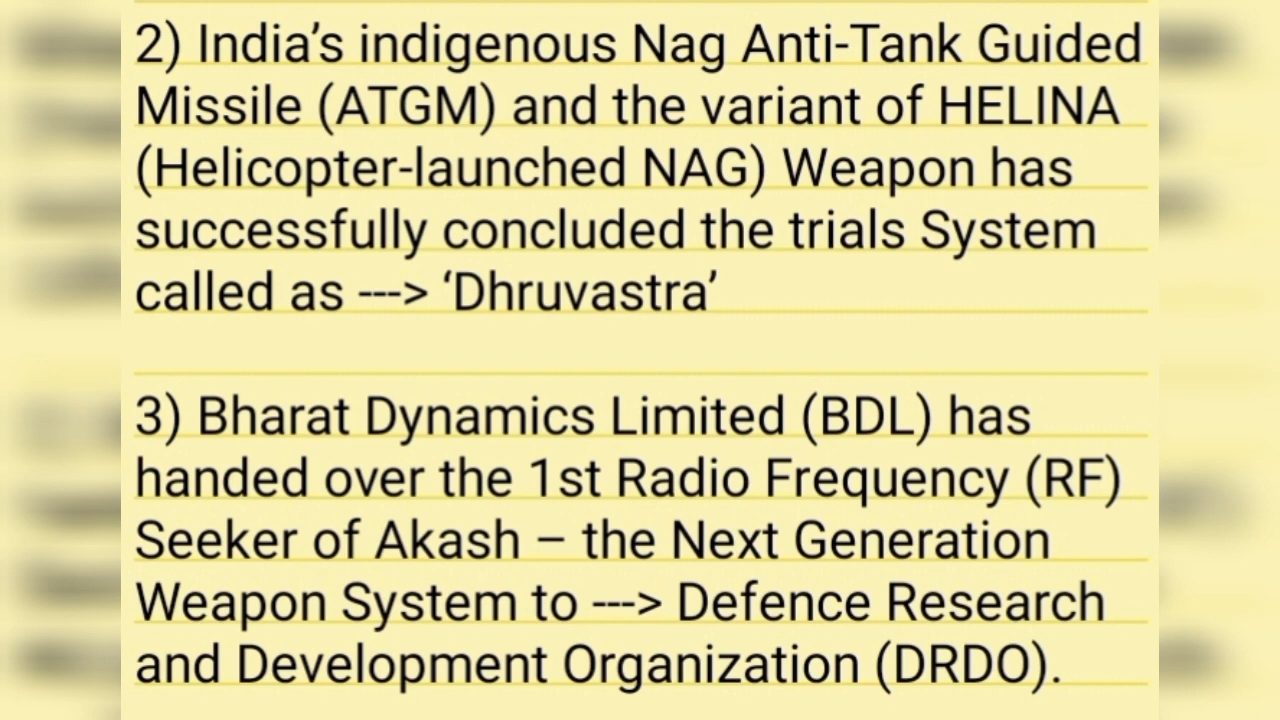 2) India’s indigenous Nag Anti-Tank Guided
Missile (ATGM) and the variant of HELINA
(Helicopter-launched NAG) Weapon has
successfully concluded the trials System
called as ---> ‘Dhruvastra’
3) Bharat Dynamics Limited (BDL) has
handed over the 1st Radio Frequency (RF)
Seeker of Akash – the Next Generation
Weapon System to ---> Defence Research
and Development Organization (DRDO).